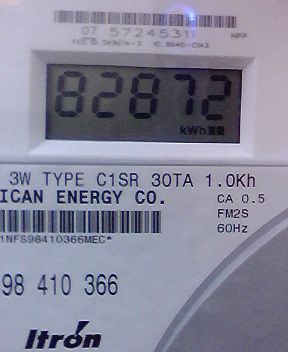 07 57245311
82872
kWh
3W TYPE C1SR 30TA 1.0Kh
ICAN ENERGY CO.
CA 0.5
FM2S
60Hz
1NFS98410366MEC*
98 410 366
Itron